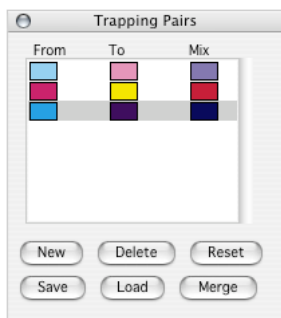 Trapping Pairs
From To Mix
New Delete Reset
Save Load Merge